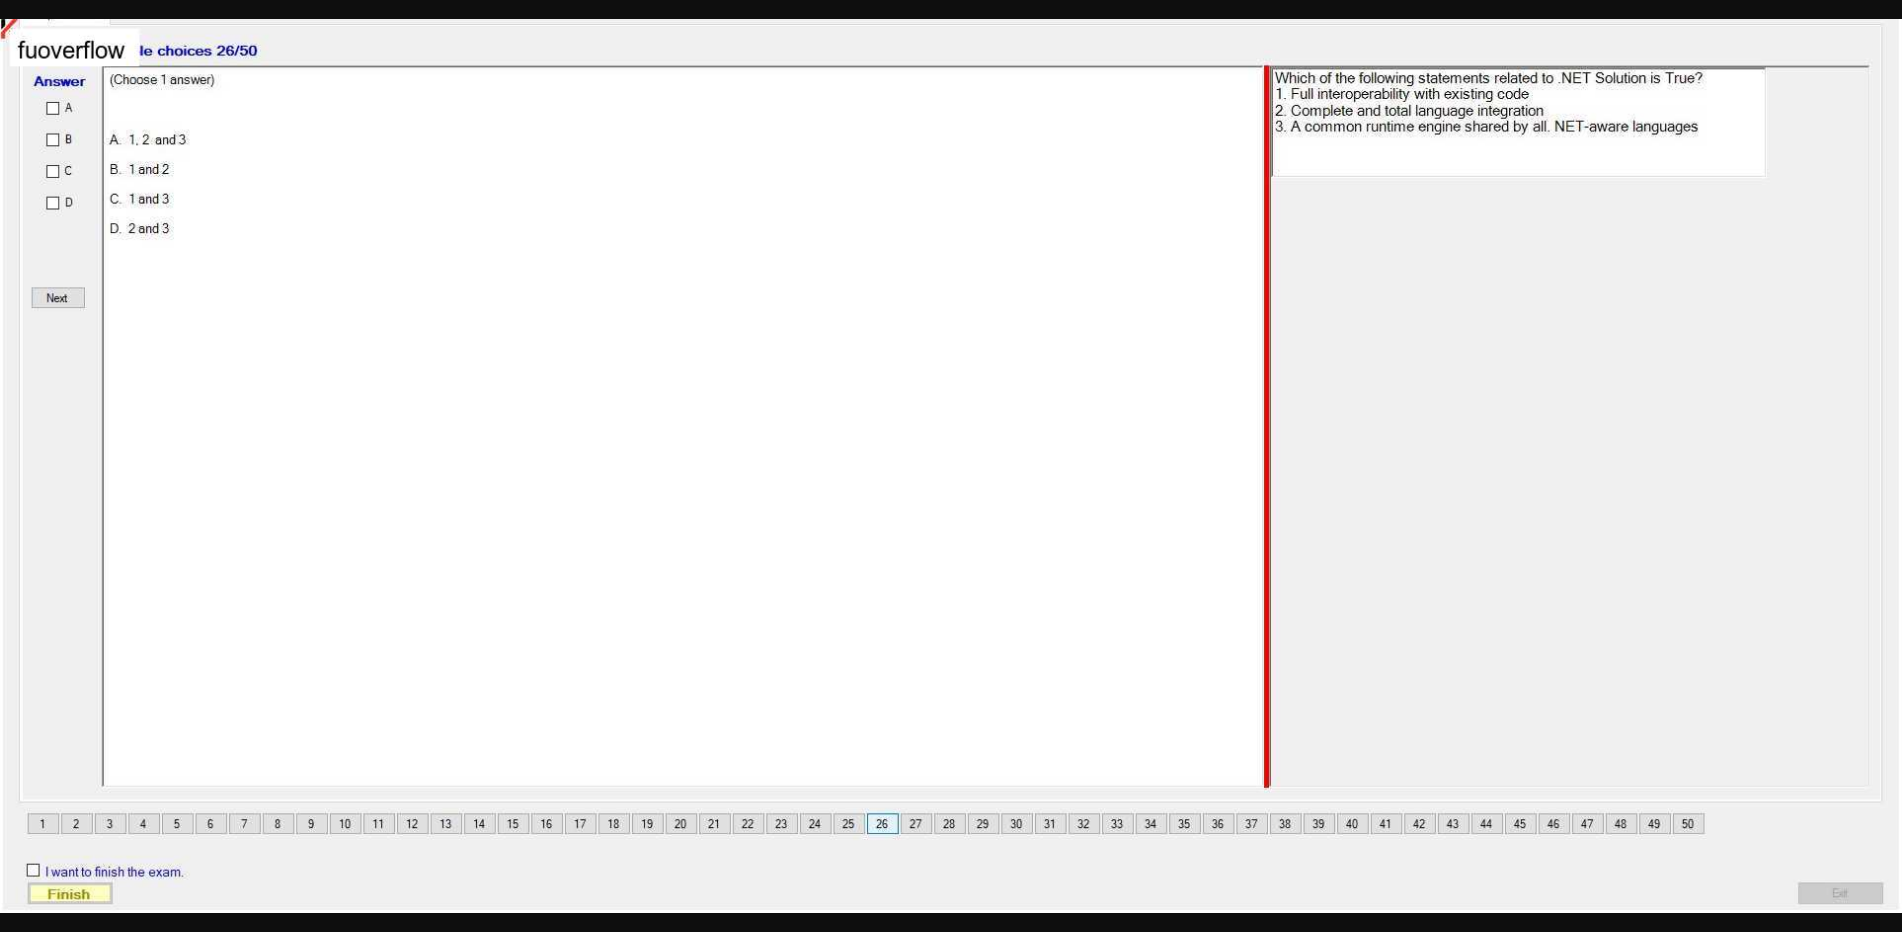 fuoverflow le choices 26/50
Answer
(Choose 1 answer)
A
B
C
D
A. 1, 2 and 3
B. 1 and 2
C. 1 and 3
D. 2 and 3
Next
Which of the following statements related to .NET Solution is True?
1. Full interoperability with existing code
2. Complete and total language integration
3. A common runtime engine shared by all. NET-aware languages
1 2 3 4 5 6 7 8 9 10 11 12 13 14 15 16 17 18 19 20 21 22 23 24 25 26 27 28 29 30 31 32 33 34 35 36 37 38 39 40 41 42 43 44 45 46 47 48 49 50
I want to finish the exam.
Finish
Exit